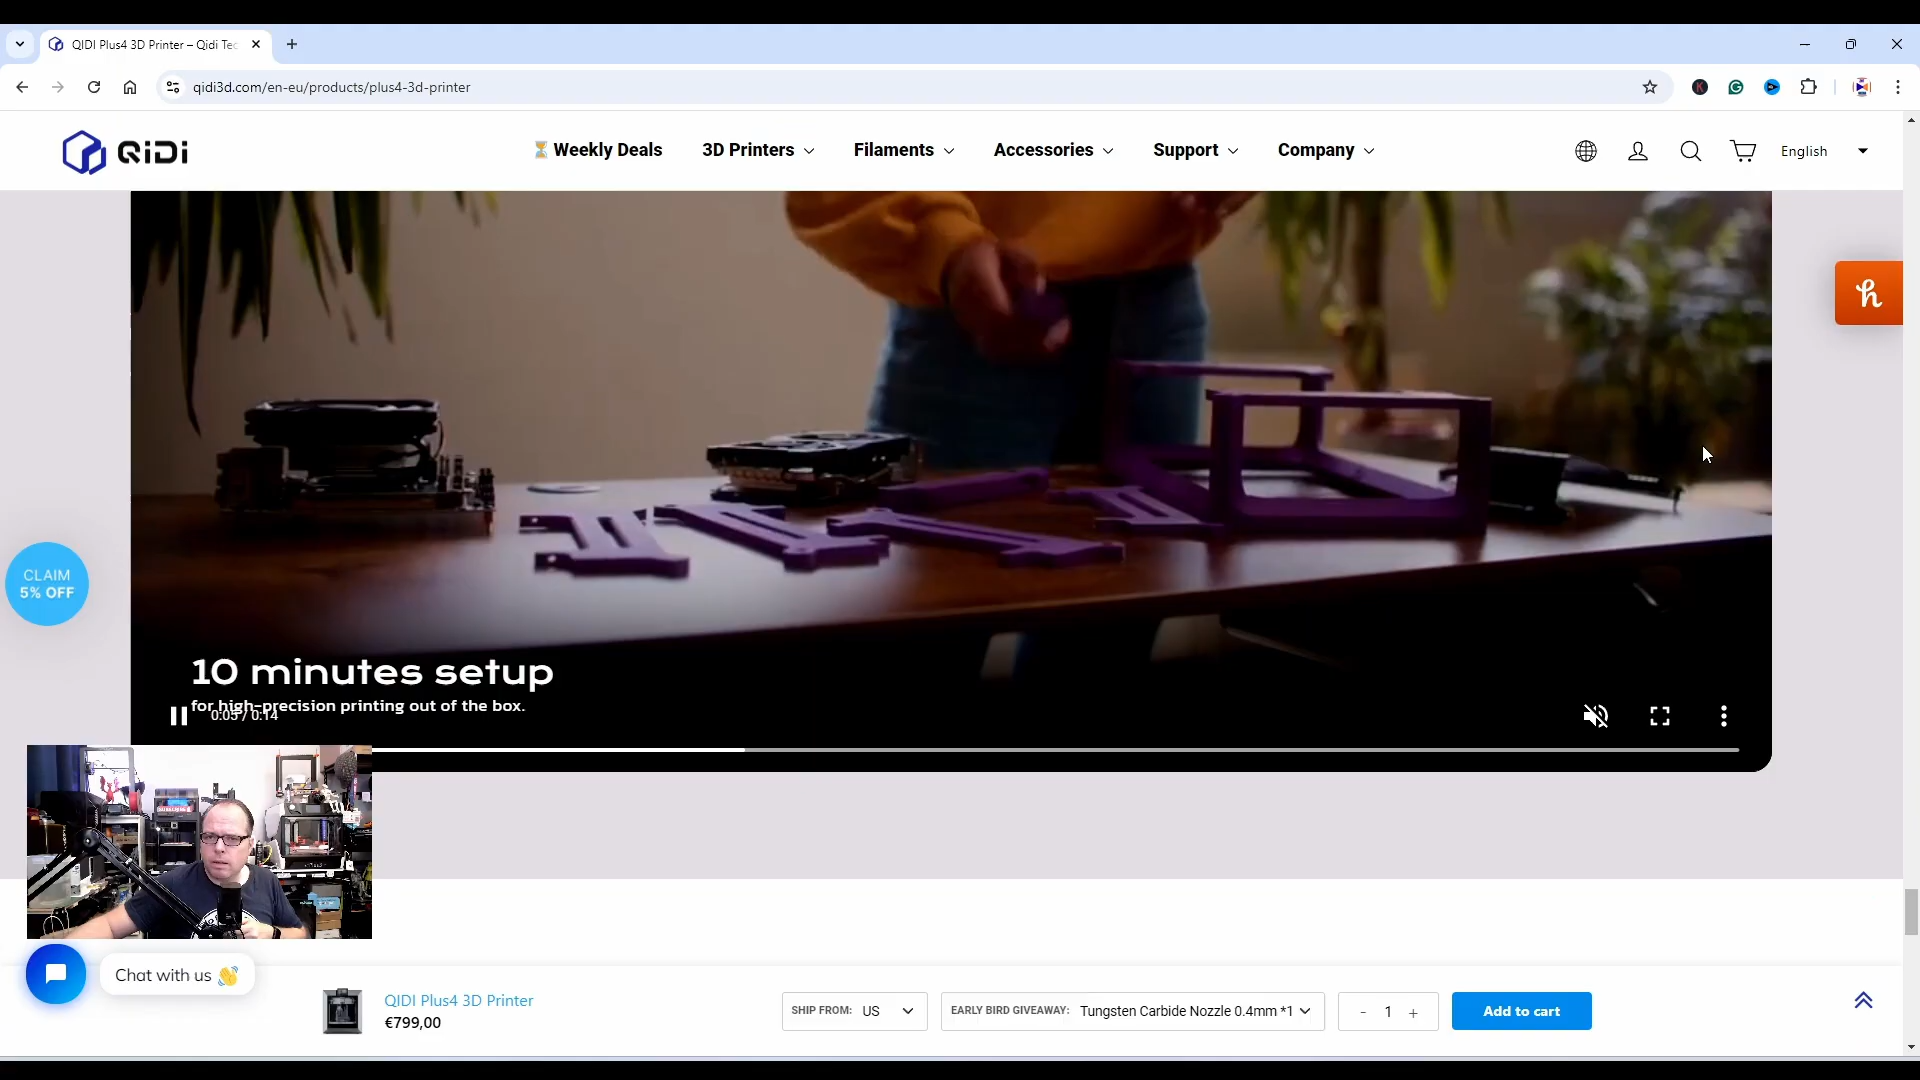 QIDI Plus4 3D Printer – Qidi Tec
qidi3d.com/en-eu/products/plus4-3d-printer
QIDI
⏳Weekly Deals
3D Printers
Filaments
Accessories
Support
Company
English
h
CLAIM
5% OFF
10 minutes setup
for high-precision printing out of the box.
0:05 / 0:14
Chat with us 👋
QIDI Plus4 3D Printer
€799,00
SHIP FROM: US
EARLY BIRD GIVEAWAY: Tungsten Carbide Nozzle 0.4mm *1
- 1 +
Add to cart